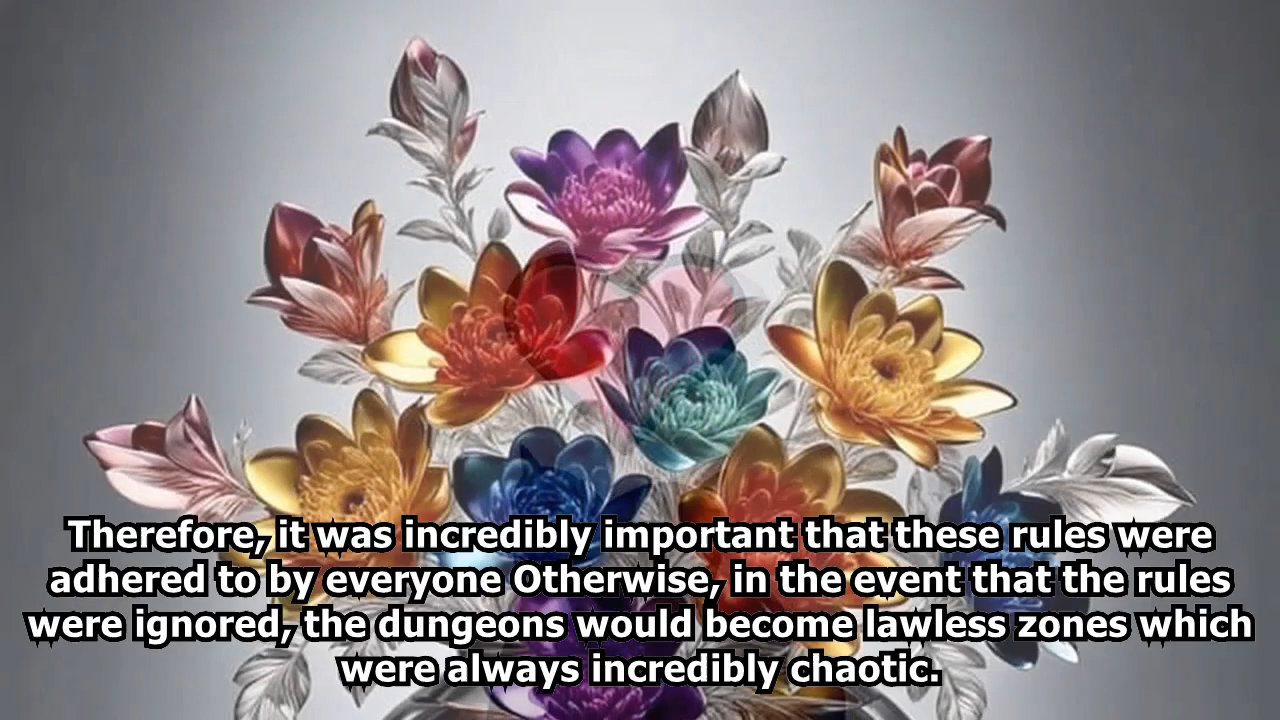 Therefore, it was incredibly important that these rules were
adhered to by everyone Otherwise, in the event that the rules
were ignored, the dungeons would become lawless zones which
were always incredibly chaotic.